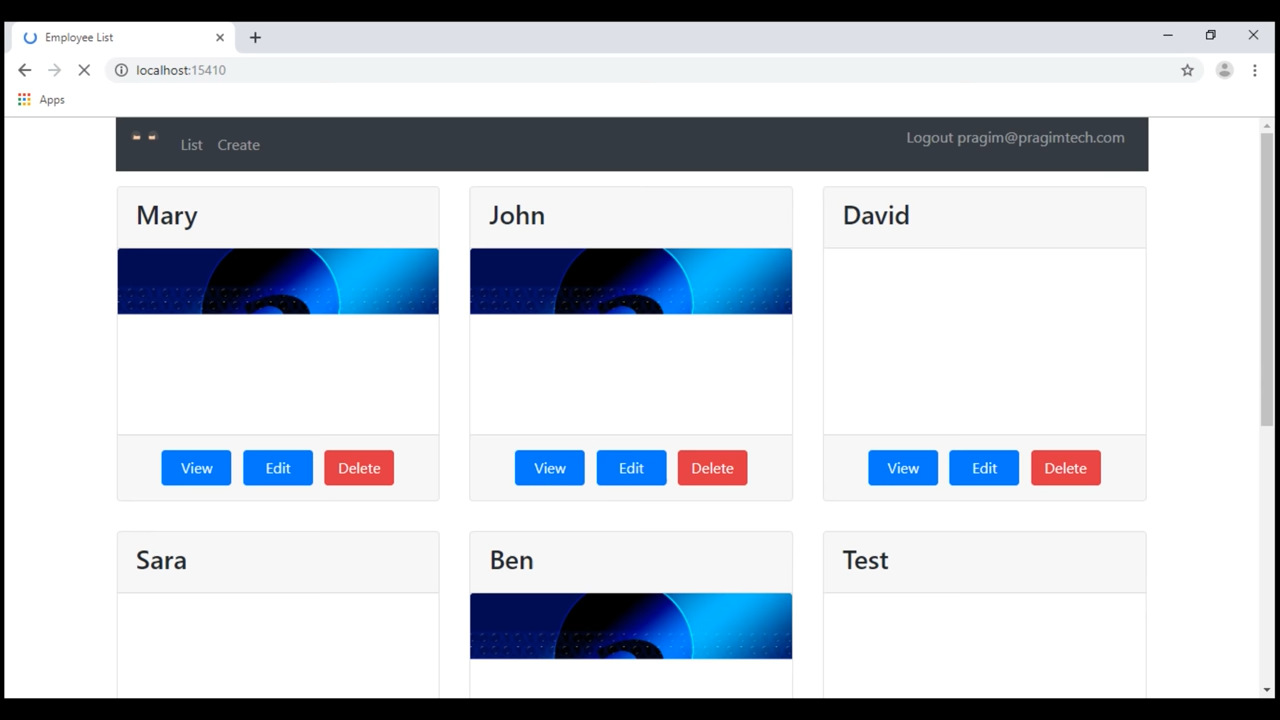 Employee List
localhost:15410
Apps
List Create
Logout pragim@pragimtech.com
Mary John David
View Edit Delete View Edit Delete View Edit Delete
Sara Ben Test